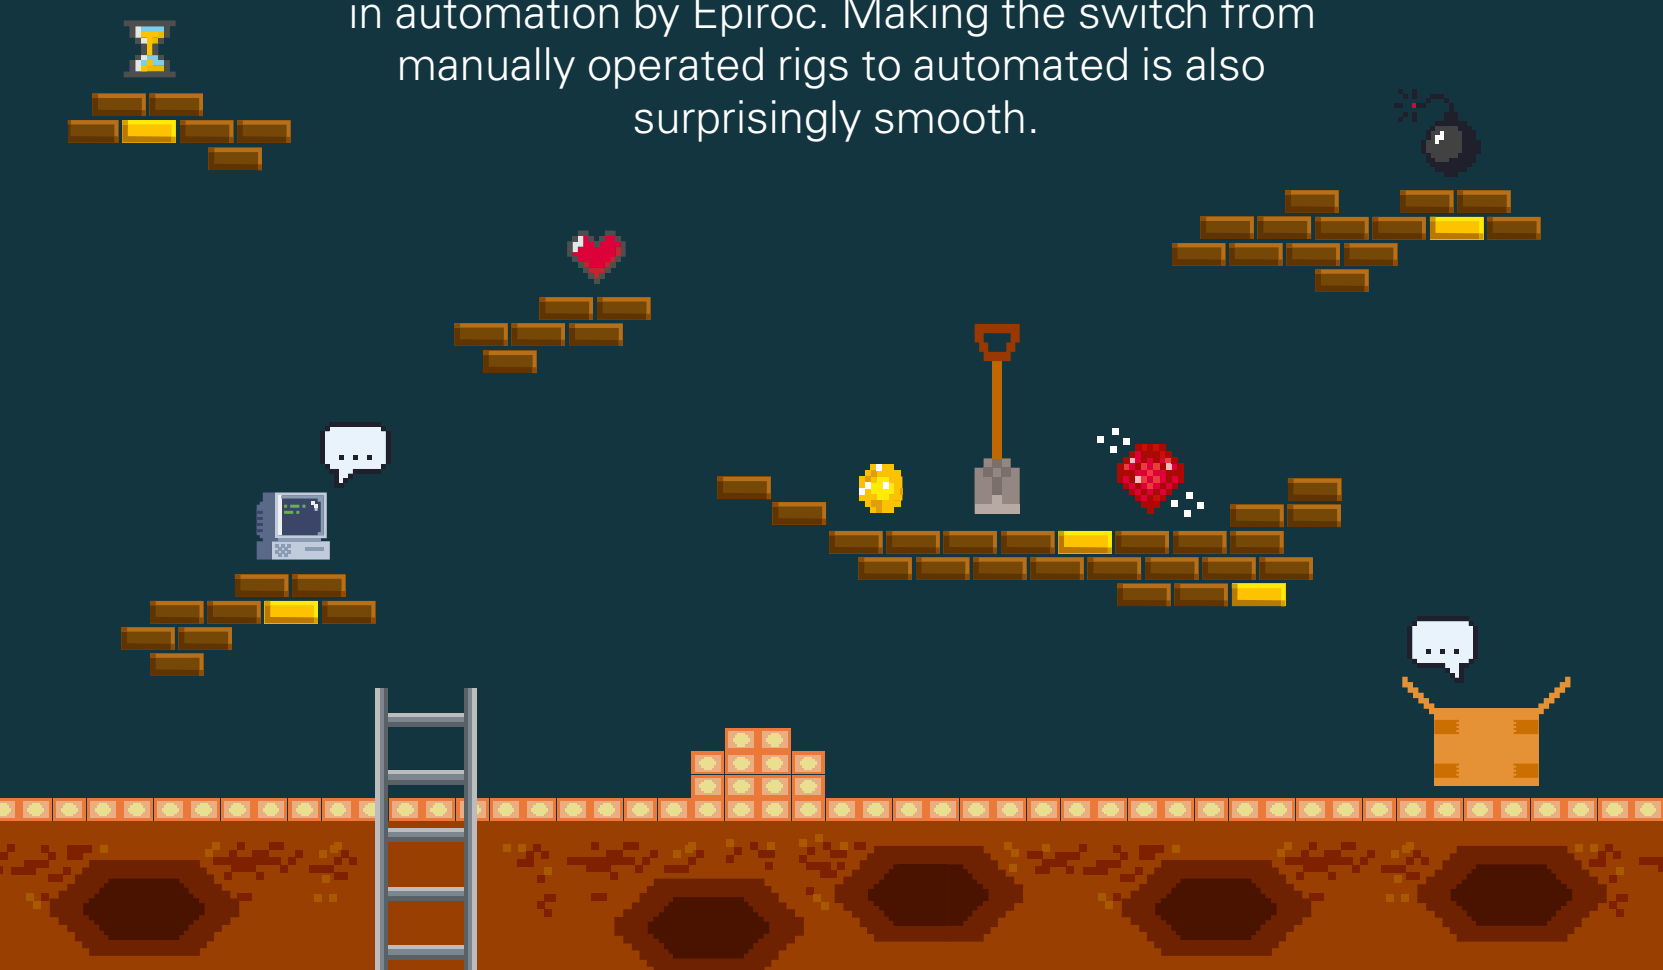 in automation by Epiroc. Making the switch from
manually operated rigs to automated is also
surprisingly smooth.